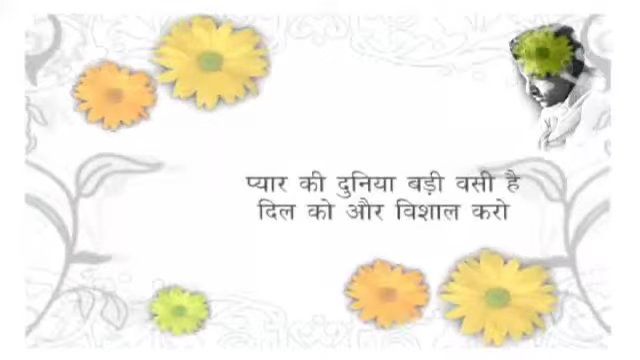 प्यार की दुनिया बड़ी वसी है
दिल को और विशाल करो